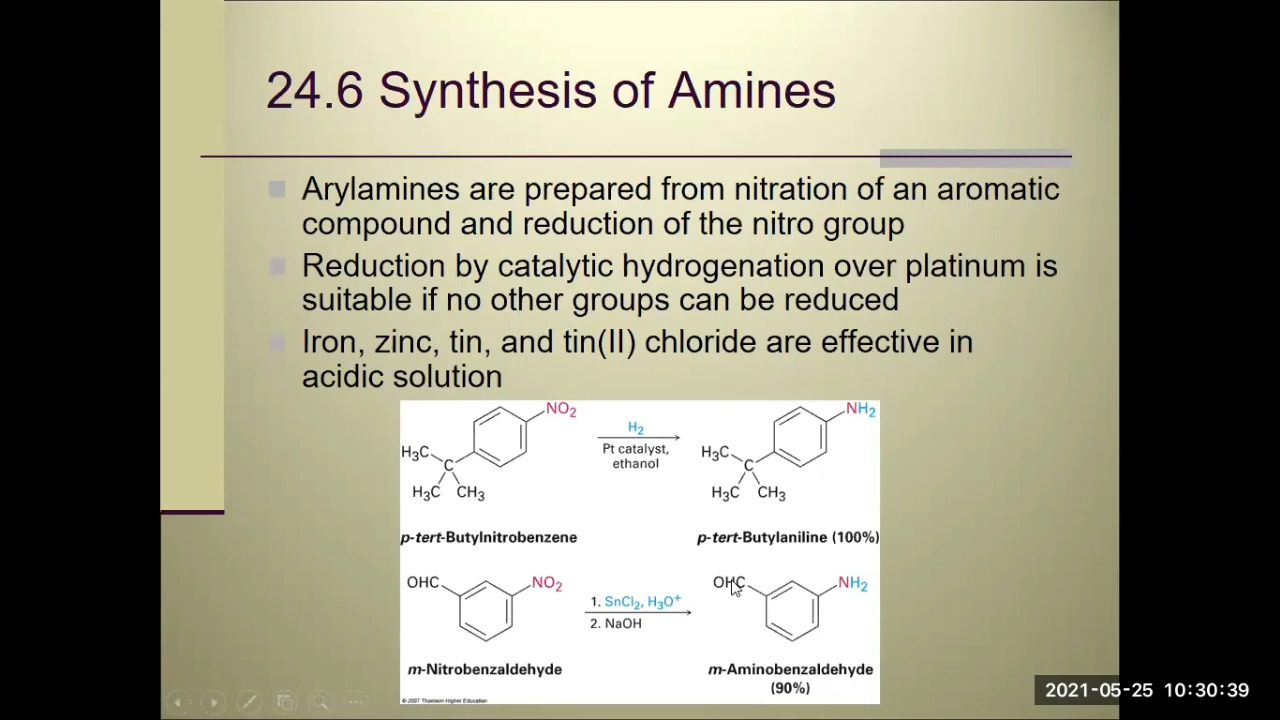 24.6 Synthesis of Amines
Arylamines are prepared from nitration of an aromatic
compound and reduction of the nitro group
Reduction by catalytic hydrogenation over platinum is
suitable if no other groups can be reduced
Iron, zinc, tin, and tin(II) chloride are effective in
acidic solution
NO2
H3C
C
H3C CH3
H2
Pt catalyst,
ethanol
NH2
H3C
C
H3C CH3
p-tert-Butylnitrobenzene
p-tert-Butylaniline (100%)
OHC
NO2
1. SnCl2, H3O+
2. NaOH
OHC
NH2
m-Nitrobenzaldehyde
m-Aminobenzaldehyde
(90%)
© 2007 Thomson Higher Education
2021-05-25 10:30:39